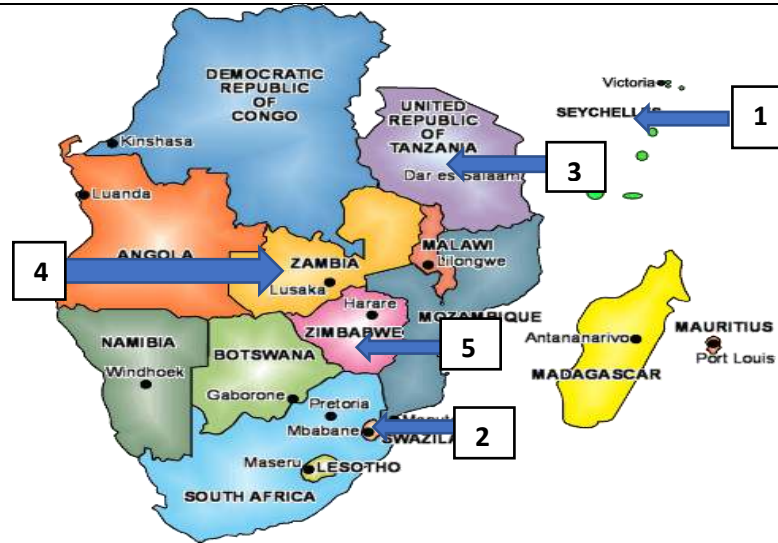 DEMOCRATIC
REPUBLIC
OF
CONGO
Kinshasa
UNITED
REPUBLIC
OF
TANZANIA
Dar es Salaam
Victoria
SEYCHELLES
1
3
Luanda
ANGOLA
4
ZAMBIA
Lusaka
MALAWI
Lilongwe
Harare
ZIMBABWE
MOZAMBIQUE
5
NAMIBIA
Windhoek
BOTSWANA
Gaborone
Antananarivo
MADAGASCAR
MAURITIUS
Port Louis
Pretoria
Mbabane
2
Maseru
LESOTHO
SOUTH AFRICA